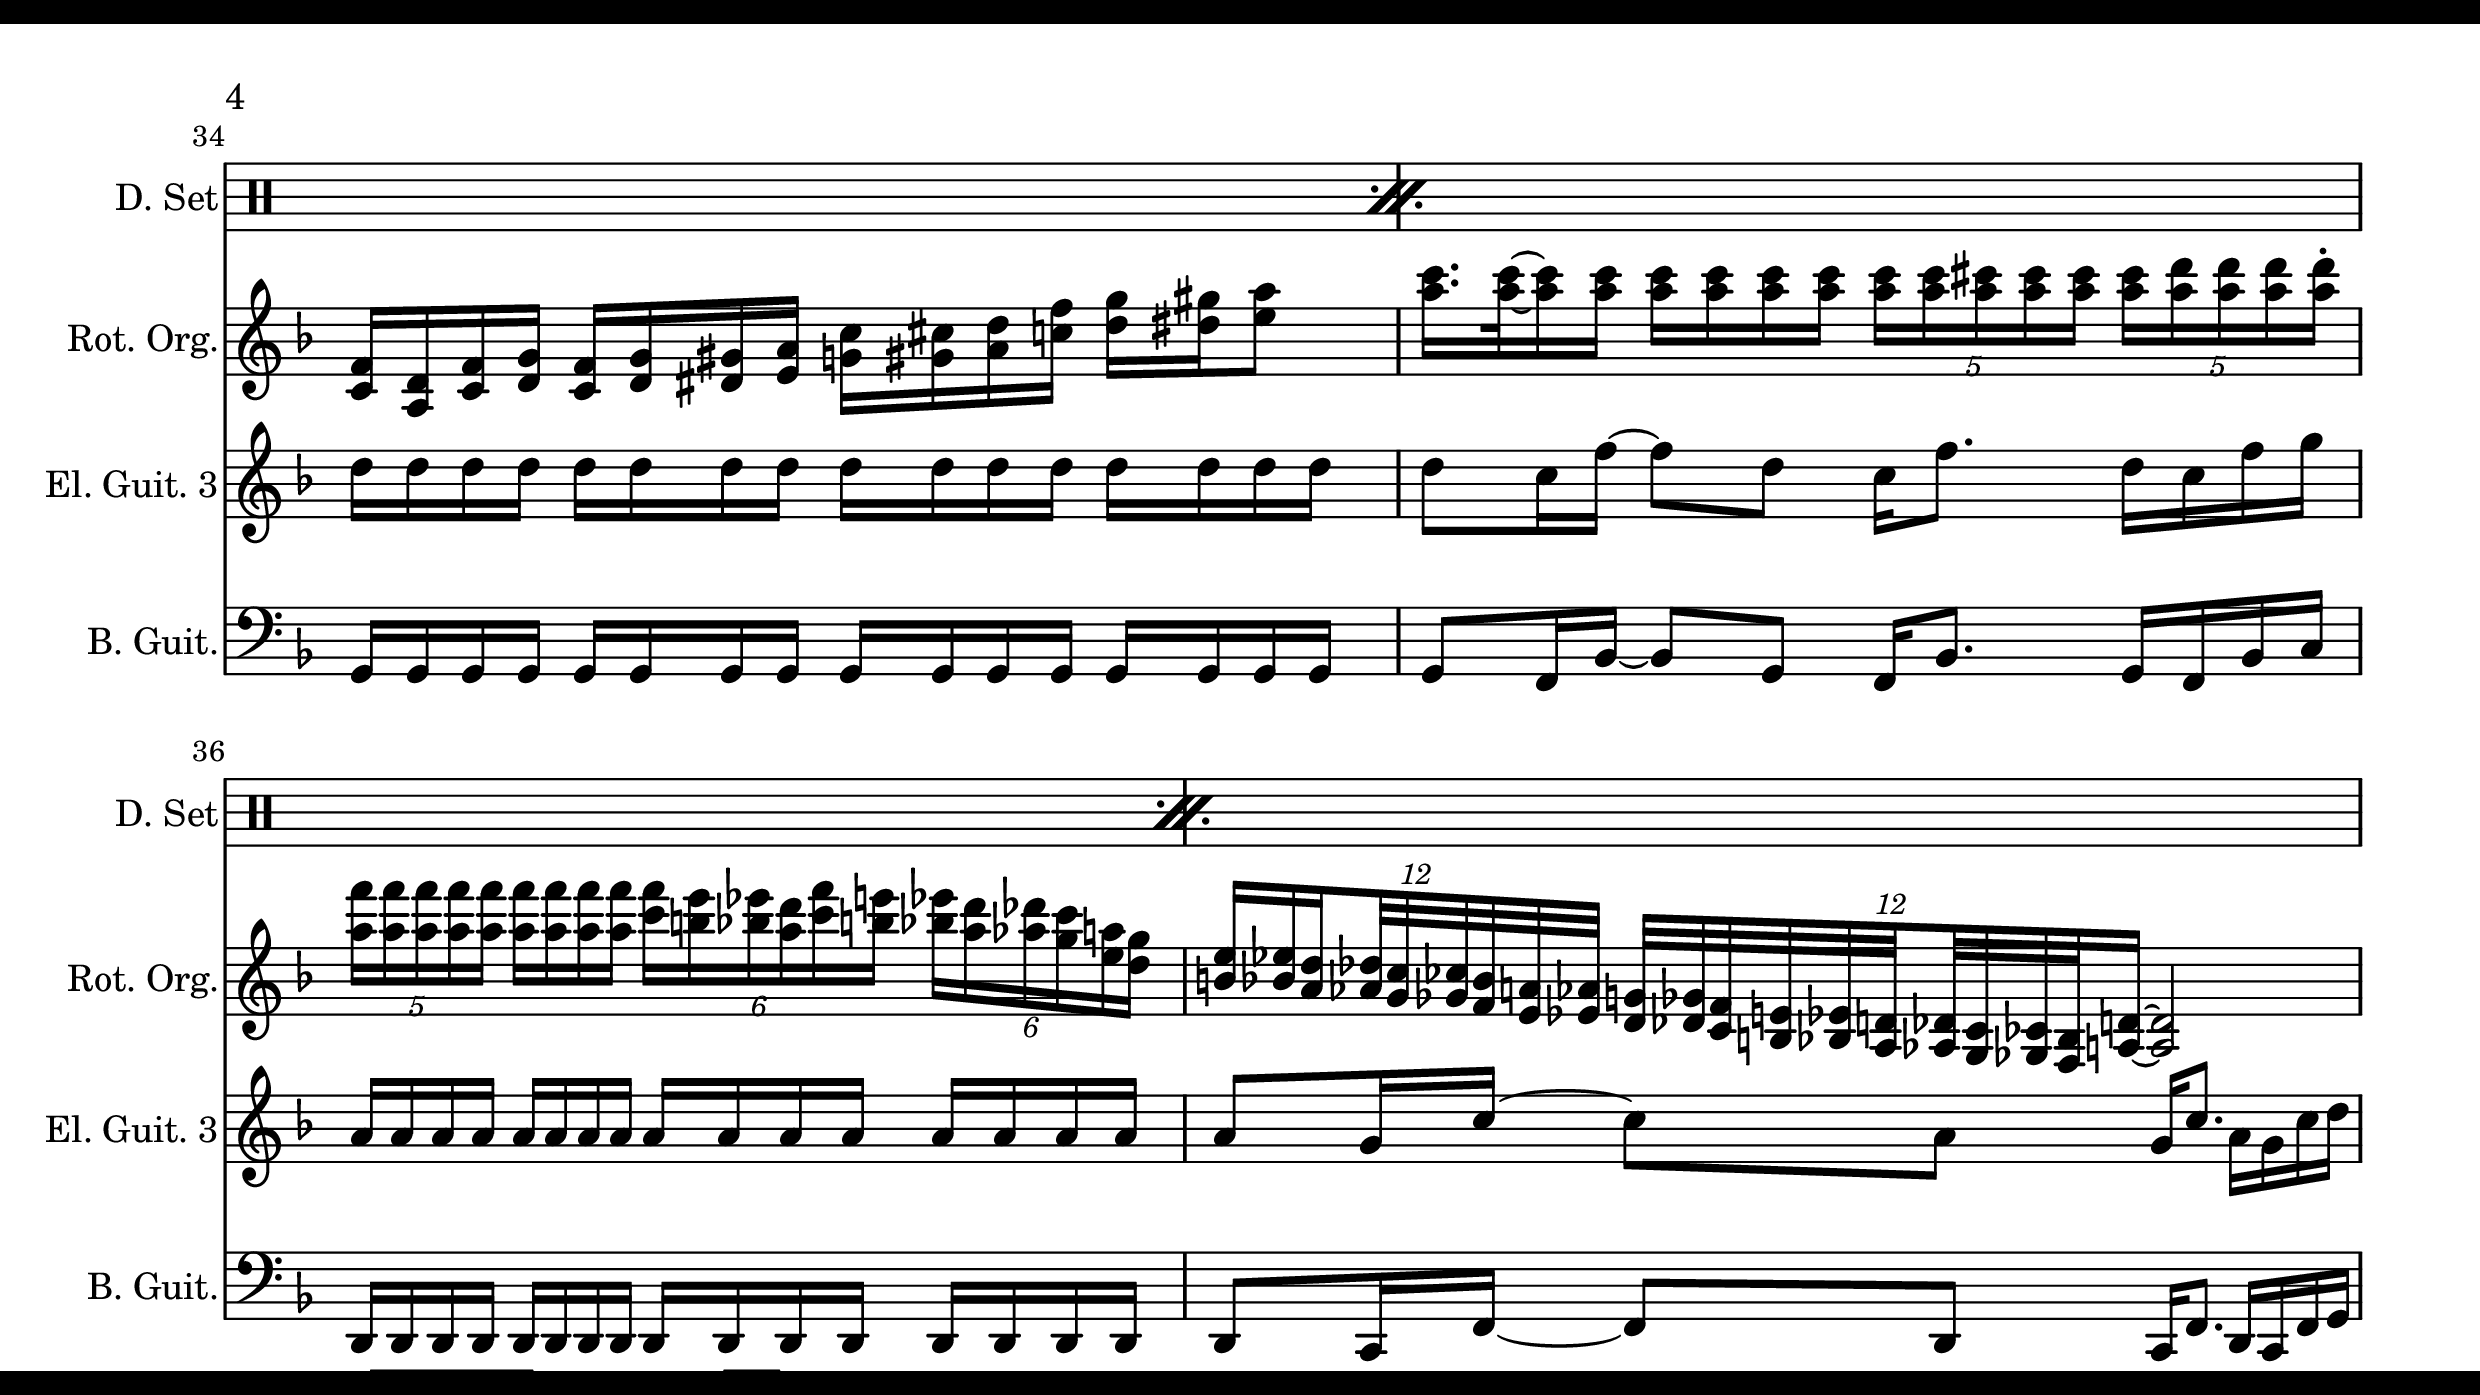 4
34
D. Set
Rot. Org.
5 5
El. Guit. 3
B. Guit.
36
D. Set
12
12
Rot. Org.
5 6 6
El. Guit. 3
B. Guit.